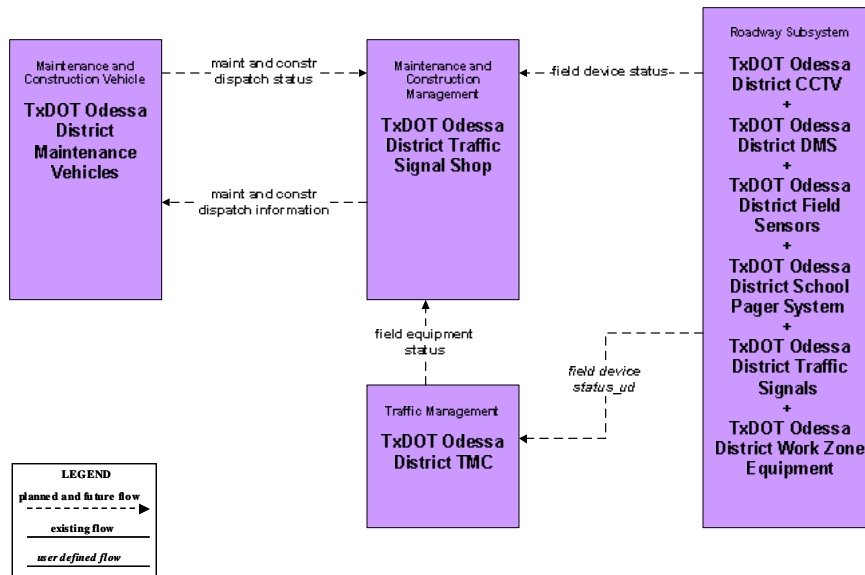 Maintenance and
Construction Vehicle
TxDOT Odessa
District
Maintenance
Vehicles
maint and constr
dispatch status
maint and constr
dispatch information
Maintenance and
Construction
Management
TxDOT Odessa
District Traffic
Signal Shop
field device status
field equipment
status
Traffic Management
TxDOT Odessa
District TMC
field device
status_ud
Roadway Subsystem
TxDOT Odessa
District CCTV
+
TxDOT Odessa
District DMS
+
TxDOT Odessa
District Field
Sensors
+
TxDOT Odessa
District School
Pager System
+
TxDOT Odessa
District Traffic
Signals
+
TxDOT Odessa
District Work Zone
Equipment
LEGEND
planned and future flow
existing flow
user defined flow